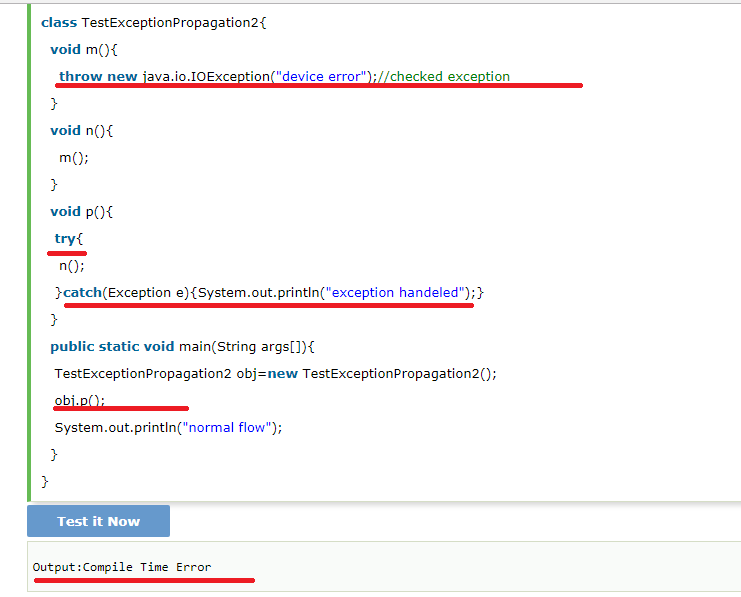 class TestExceptionPropagation2{
void m(){
throw new java.io.IOException("device error");//checked exception
}
void n(){
m();
}
void p(){
try{
n();
}catch(Exception e){System.out.println("exception handeled");}
}
public static void main(String args[]){
TestExceptionPropagation2 obj=new TestExceptionPropagation2();
obj.p();
System.out.println("normal flow");
}
}
Test it Now
Output:Compile Time Error